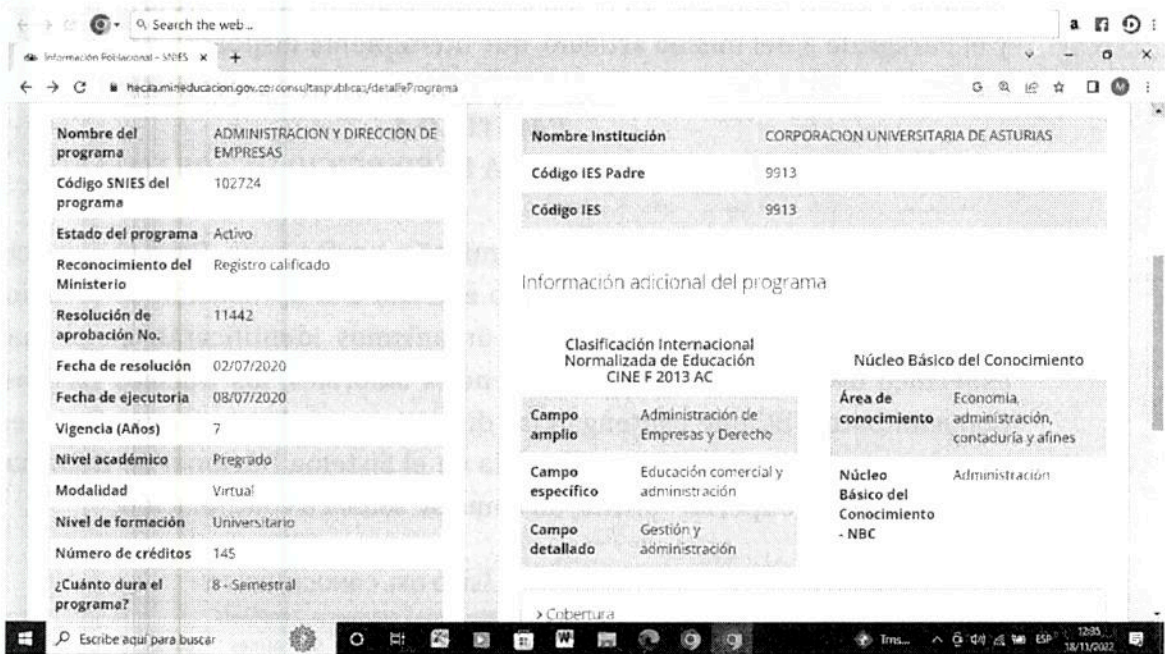 Search the web...
a
Información Poblacional - SNIES
hecaa.mineducacion.gov.co/consultaspublicas/detallePrograma
M
Nombre del programa
ADMINISTRACION Y DIRECCIÓN DE EMPRESAS
Código SNIES del programa
102724
Estado del programa Activo
Reconocimiento del Ministerio
Registro calificado
Resolución de aprobación No.
11442
Fecha de resolución 02/07/2020
Fecha de ejecutoria 08/07/2020
Vigencia (Años) 7
Nivel académico Pregrado
Modalidad Virtual
Nivel de formación Universitario
Número de créditos 145
¿Cuánto dura el programa?
8 - Semestral
Nombre Institución CORPORACION UNIVERSITARIA DE ASTURIAS
Código IES Padre 9913
Código IES 9913
Información adicional del programa
Clasificación Internacional
Normalizada de Educación
CINE F 2013 AC
Campo amplio
Administración de Empresas y Derecho
Campo específico
Educación comercial y administración
Campo detallado
Gestión y administración
Núcleo Básico del Conocimiento
Área de conocimiento
Economía, administración, contaduría y afines
Núcleo Básico del Conocimiento - NBC
Administración
> Cobertura
Escribe aquí para buscar
Trns...
ESP
12:35
18/11/2022